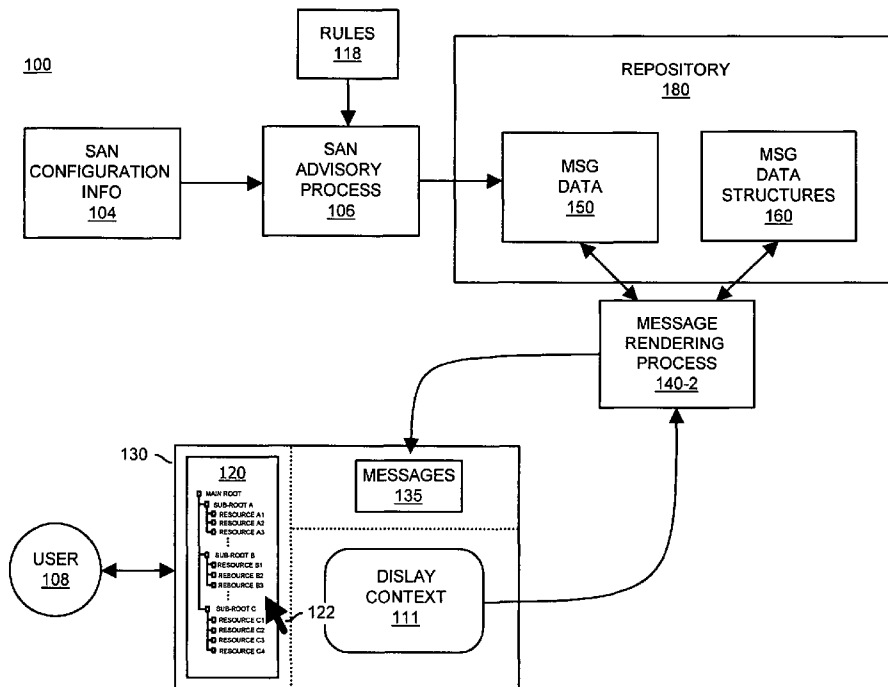 100
RULES
118
REPOSITORY
180
SAN
CONFIGURATION
INFO
104
SAN
ADVISORY
PROCESS
106
MSG
DATA
150
MSG
DATA
STRUCTURES
160
MESSAGE
RENDERING
PROCESS
140-2
130
120
MAIN ROOT
SUB-ROOT A
RESOURCE A1
RESOURCE A2
RESOURCE A3
SUB-ROOT B
RESOURCE B1
RESOURCE B2
RESOURCE B3
SUB-ROOT C
RESOURCE C1
RESOURCE C2
RESOURCE C3
RESOURCE C4
122
MESSAGES
135
USER
108
DISLAY
CONTEXT
111